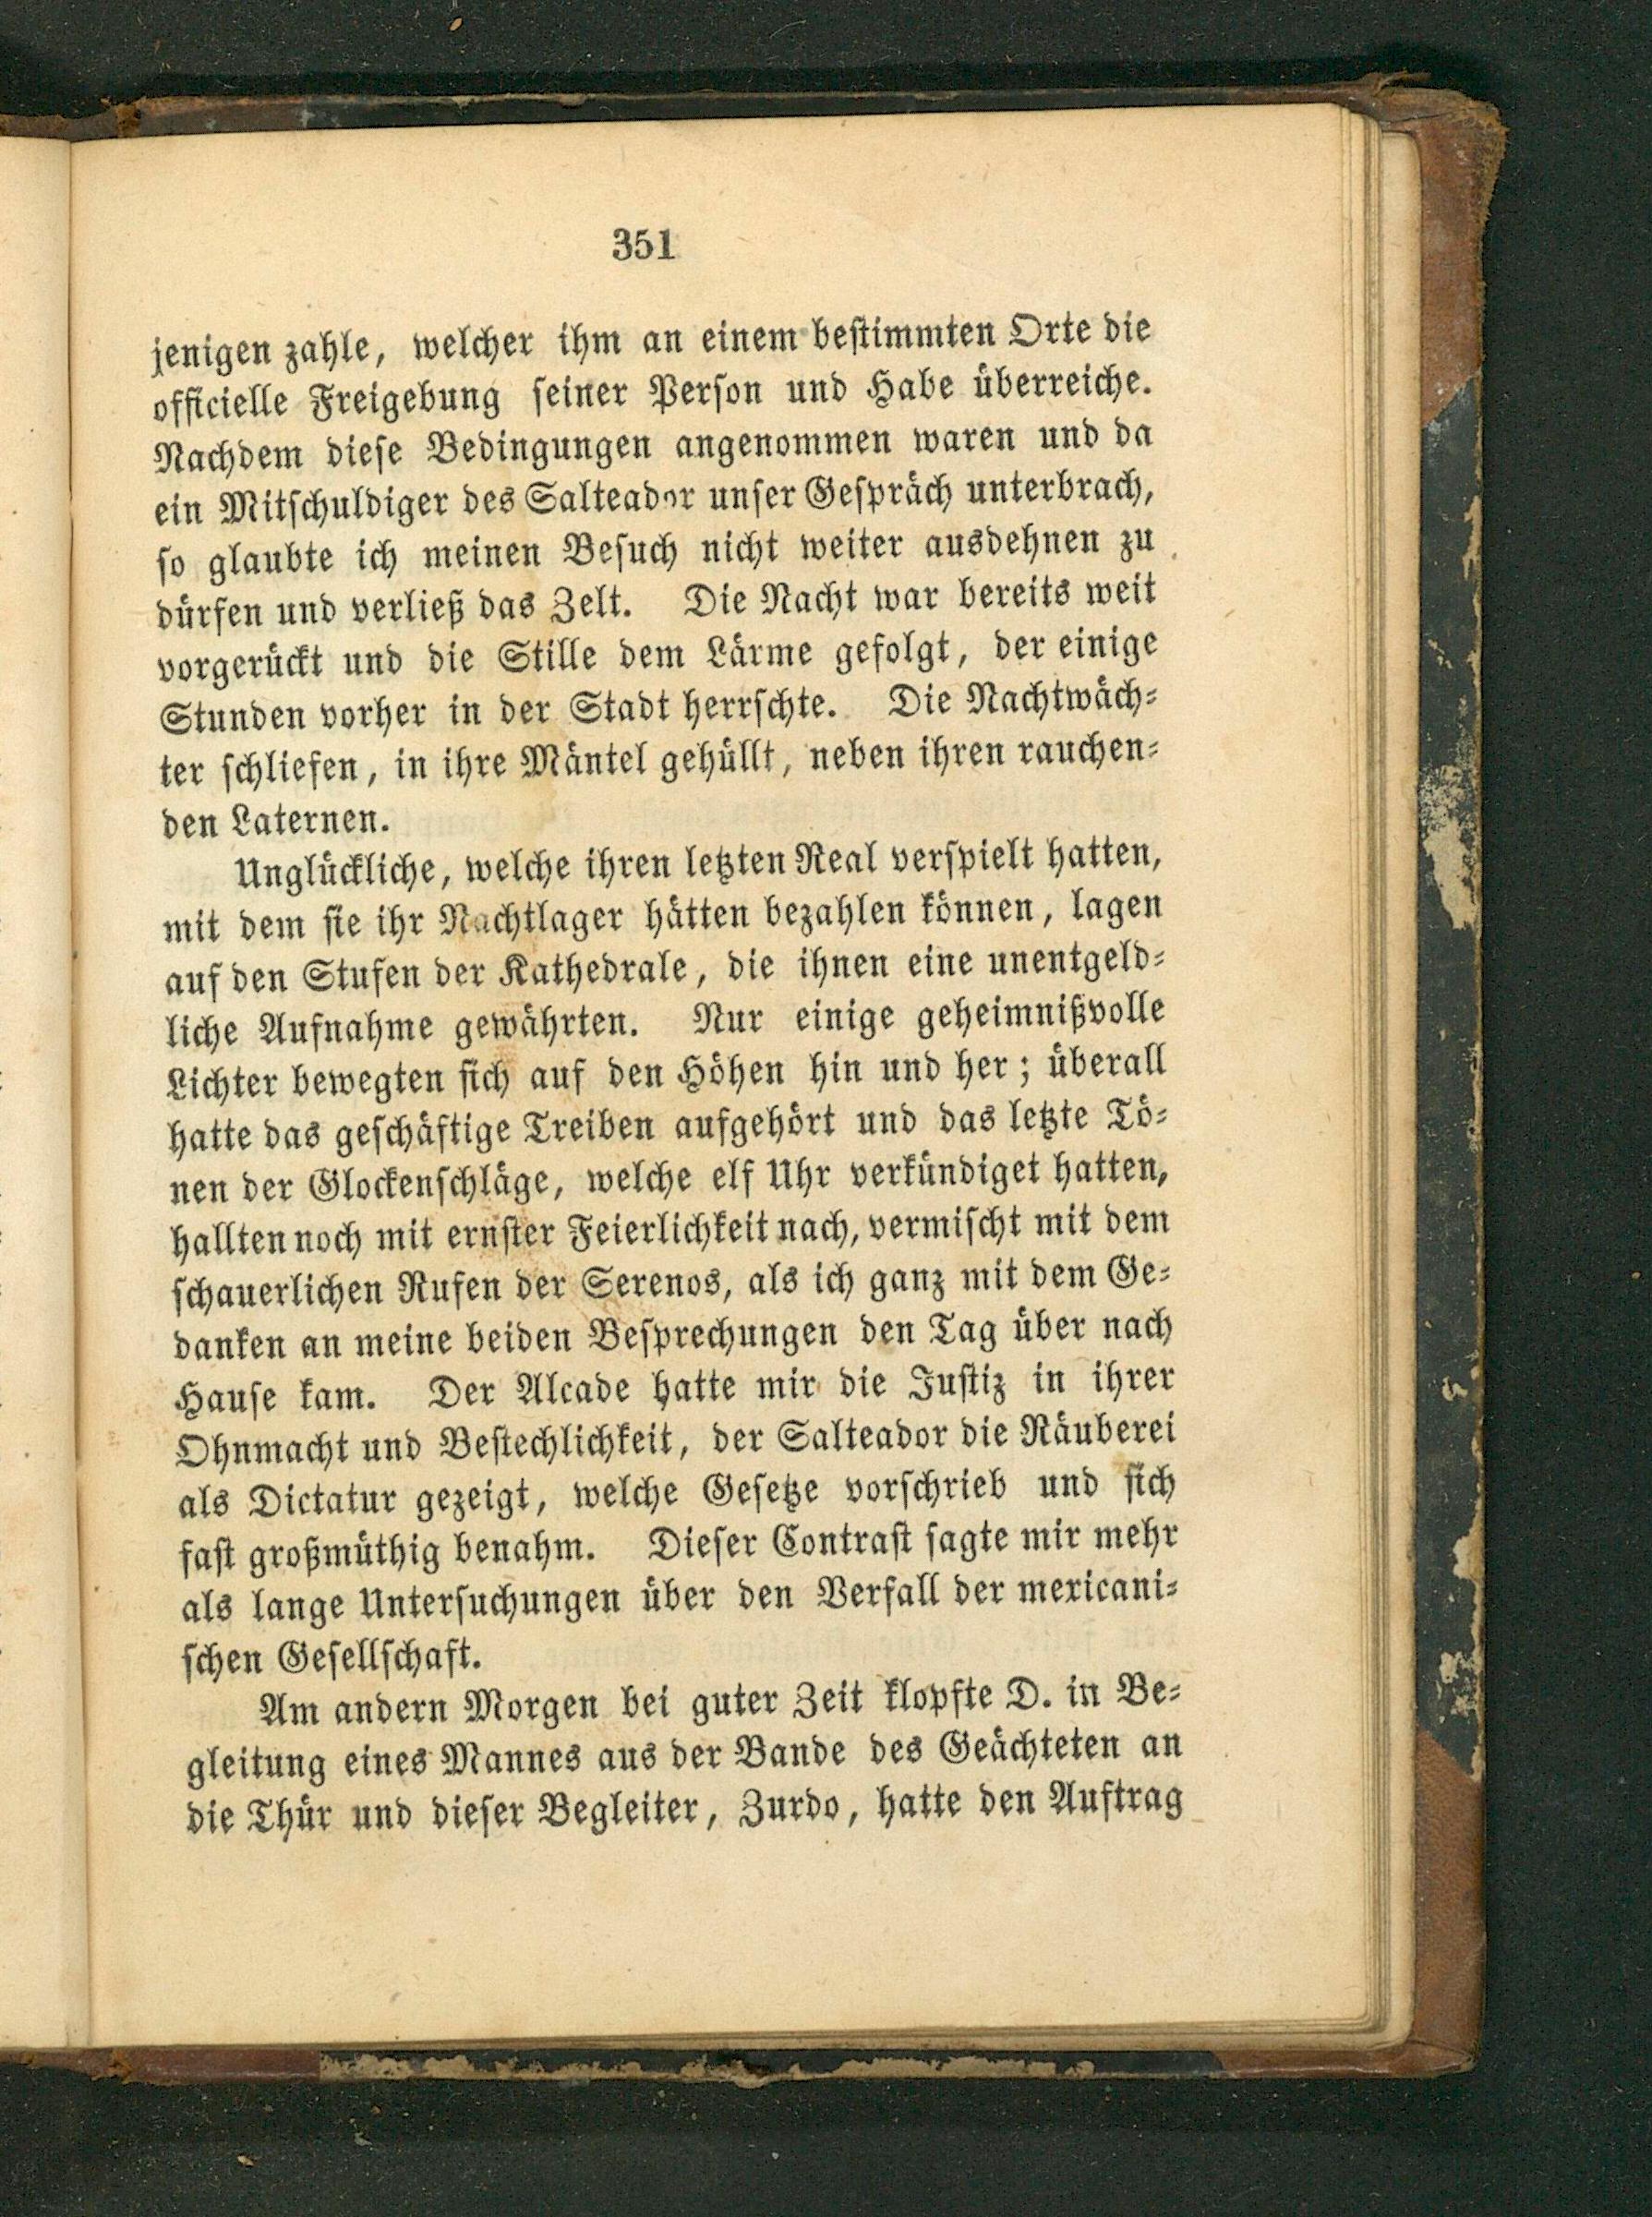 351
jenigen zahle, welcher ihm an einem bestimmten Orte die
officielle Freigebung seiner Person und Habe überreiche.
Nachdem diese Bedingungen angenommen waren und da
ein Mitschuldiger des Salteador unser Gespräch unterbrach,
so glaubte ich meinen Besuch nicht weiter ausdehnen zu
dürfen und verließ das Zelt. Die Nacht war bereits weit
vorgerückt und die Stille dem Lärme gefolgt, der einige
Stunden vorher in der Stadt herrschte. Die Nachtwäch-
ter schliefen, in ihre Mäntel gehüllt, neben ihren rauchen-
den Laternen.
Unglückliche, welche ihren letzten Real verspielt hatten,
mit dem sie ihr Nachtlager hätten bezahlen können, lagen
auf den Stufen der Kathedrale, die ihnen eine unentgeld-
liche Aufnahme gewährten. Nur einige geheimnißvolle
Lichter bewegten sich auf den Höhen hin und her; überall
hatte das geschäftige Treiben aufgehört und das letzte Tö-
nen der Glockenschläge, welche elf Uhr verkündiget hatten,
hallten noch mit ernster Feierlichkeit nach, vermischt mit dem
schauerlichen Rufen der Serenos, als ich ganz mit dem Ge-
danken an meine beiden Besprechungen den Tag über nach
Hause kam. Der Alcade hatte mir die Justiz in ihrer
Ohnmacht und Bestechlichkeit, der Salteador die Räuberei
als Dictatur gezeigt, welche Gesetze vorschrieb und sich
fast großmüthig benahm. Dieser Contrast sagte mir mehr
als lange Untersuchungen über den Verfall der mexicani-
schen Gesellschaft.
Am andern Morgen bei guter Zeit klopfte D. in Be-
gleitung eines Mannes aus der Bande des Geächteten an
die Thür und dieser Begleiter, Zurdo, hatte den Auftrag